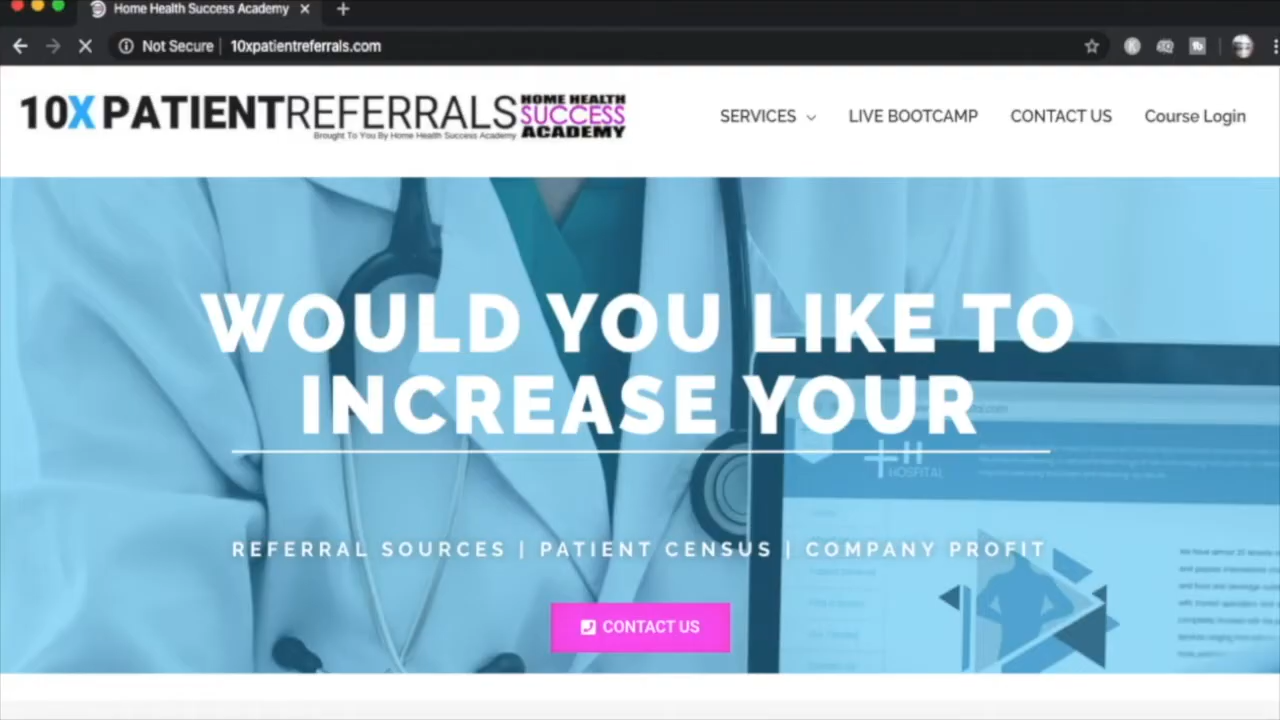 Home Health Success Academy
Not Secure | 10xpatientreferrals.com
10X PATIENTREFERRALS
Brought To You By Home Health Success Academy
HOME HEALTH
SUCCESS
ACADEMY
SERVICES
LIVE BOOTCAMP
CONTACT US
Course Login
WOULD YOU LIKE TO
INCREASE YOUR
HOSPITAL
REFERRAL SOURCES | PATIENT CENSUS | COMPANY PROFIT
CONTACT US